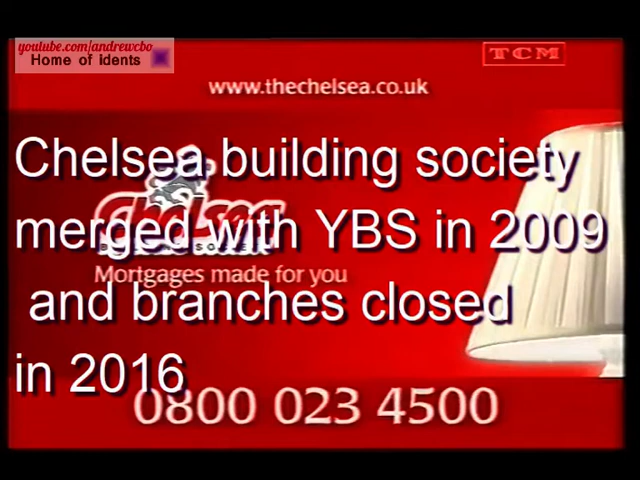 youtube.com/andrewcbo
Home of idents
TCM
www.thechelsea.co.uk
Chelsea building society
merged with YBS in 2009
and branches closed
in 2016
Chelsea
Mortgages made for you
0800 023 4500